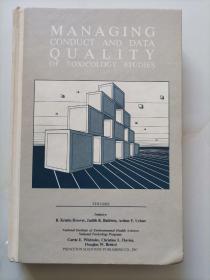 MANAGING
CONDUCT AND DATA
QUALITY
OF TOXICOLOGY STUDIES
EDITORS
B. Kristin Hoover, Judith K. Baldwin, Arthur F. Uelner
National Institute of Environmental Health Sciences
National Toxicology Program
Carrie E. Whitmire, Christine L. Davies,
Douglas W. Bristol
PRINCETON SCIENTIFIC PUBLISHING CO., INC.